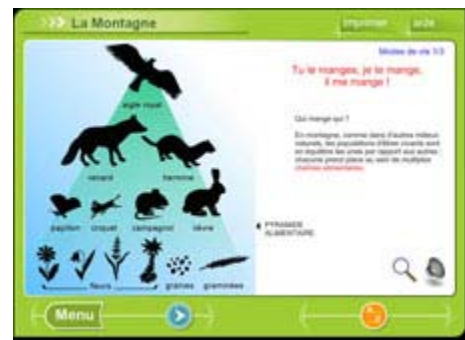 >>> La Montagne
imprimer
aide
Modes de vie 1/3
Tu le manges, je le mange,
il me mange !
aigle royal
Qui mange qui ?
En montagne, comme dans d'autres milieux
naturels, les populations d'êtres vivants sont
en équilibre les unes par rapport aux autres :
chacune prend place au sein de multiples
chaînes alimentaires.
renard
hermine
papillon
criquet
campagnol
lièvre
PYRAMIDE
ALIMENTAIRE
fleurs
graines
graminées
Menu